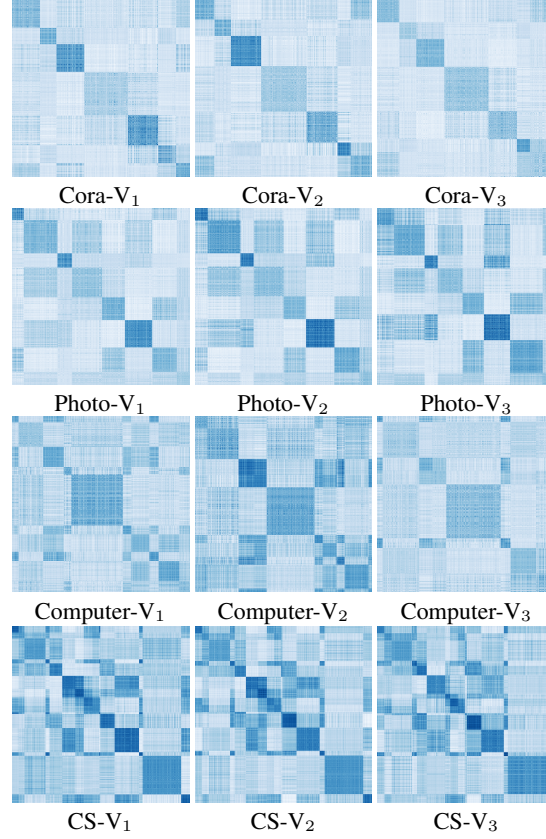 Cora-V₁ Cora-V₂ Cora-V₃
Photo-V₁ Photo-V₂ Photo-V₃
Computer-V₁ Computer-V₂ Computer-V₃
CS-V₁ CS-V₂ CS-V₃